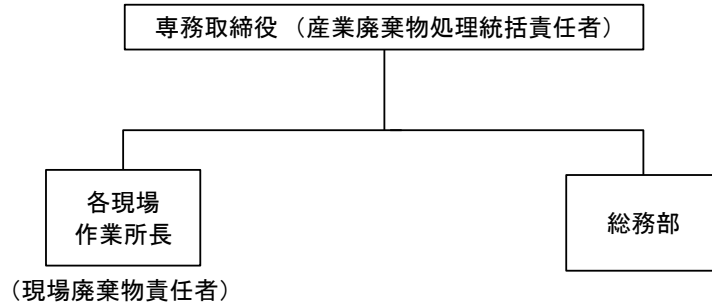 専務取締役 （産業廃棄物処理統括責任者）
各現場
作業所長
総務部
（現場廃棄物責任者）